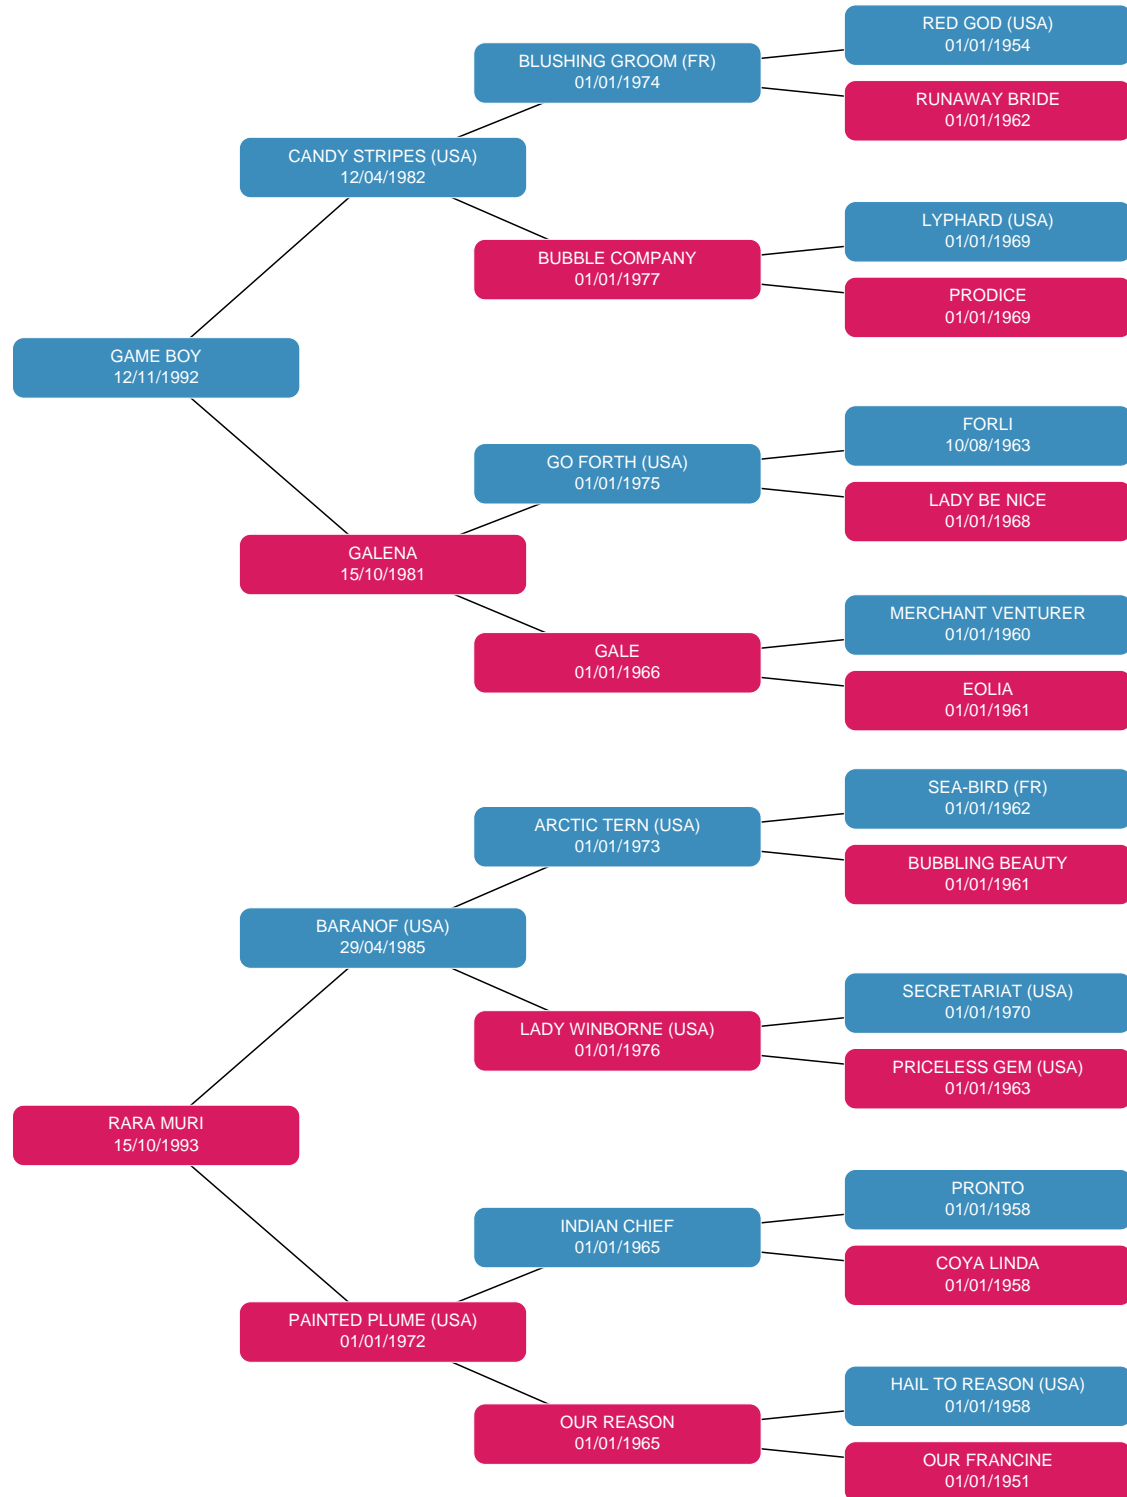 RED GOD (USA)
01/01/1954
BLUSHING GROOM (FR)
01/01/1974
RUNAWAY BRIDE
01/01/1962
CANDY STRIPES (USA)
12/04/1982
LYPHARD (USA)
01/01/1969
BUBBLE COMPANY
01/01/1977
PRODICE
01/01/1969
GAME BOY
12/11/1992
FORLI
10/08/1963
GO FORTH (USA)
01/01/1975
LADY BE NICE
01/01/1968
GALENA
15/10/1981
MERCHANT VENTURER
01/01/1960
GALE
01/01/1966
EOLIA
01/01/1961
SEA-BIRD (FR)
01/01/1962
ARCTIC TERN (USA)
01/01/1973
BUBBLING BEAUTY
01/01/1961
BARANOF (USA)
29/04/1985
SECRETARIAT (USA)
01/01/1970
LADY WINBORNE (USA)
01/01/1976
PRICELESS GEM (USA)
01/01/1963
RARA MURI
15/10/1993
PRONTO
01/01/1958
INDIAN CHIEF
01/01/1965
COYA LINDA
01/01/1958
PAINTED PLUME (USA)
01/01/1972
HAIL TO REASON (USA)
01/01/1958
OUR REASON
01/01/1965
OUR FRANCINE
01/01/1951